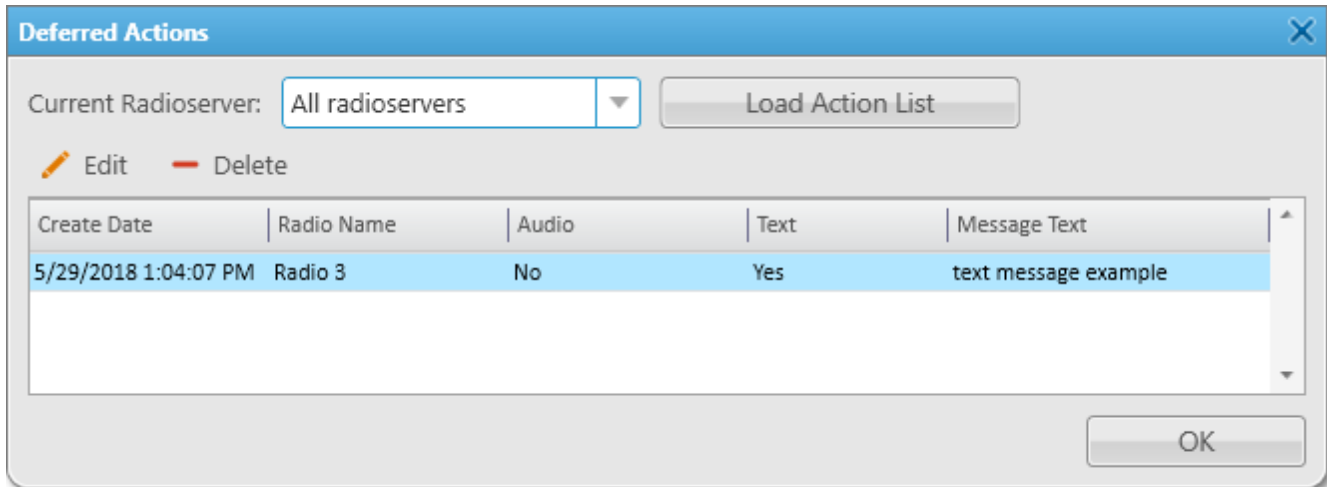 Deferred Actions
Current Radioserver: All radioservers Load Action List
Edit Delete
Create Date Radio Name Audio Text Message Text
5/29/2018 1:04:07 PM Radio 3 No Yes text message example
OK